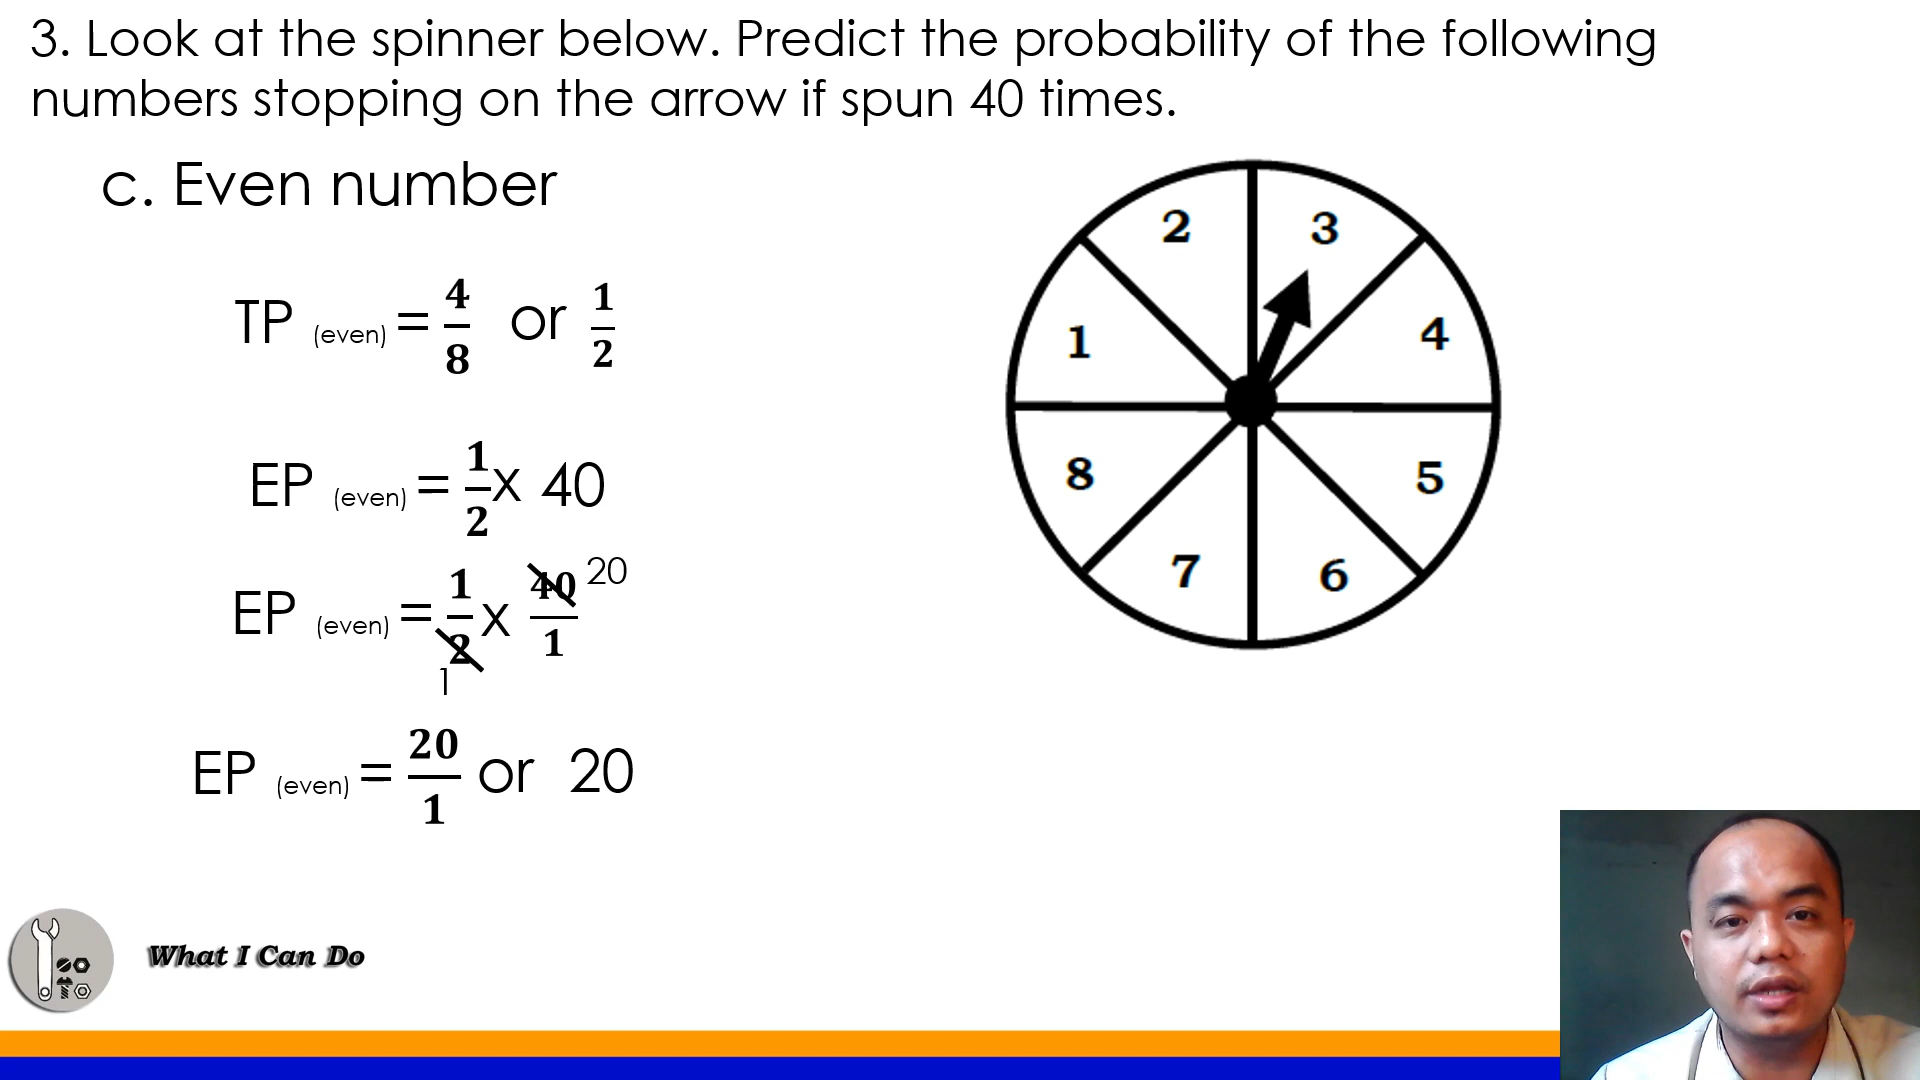 3. Look at the spinner below. Predict the probability of the following
numbers stopping on the arrow if spun 40 times.
c. Even number
TP (even) = 4/8 or 1/2
EP (even) = 1/2 x 40
EP (even) = 1/2 x 40/1 20
1
EP (even) = 20/1 or 20
2 3
1 4
8 5
7 6
What I Can Do